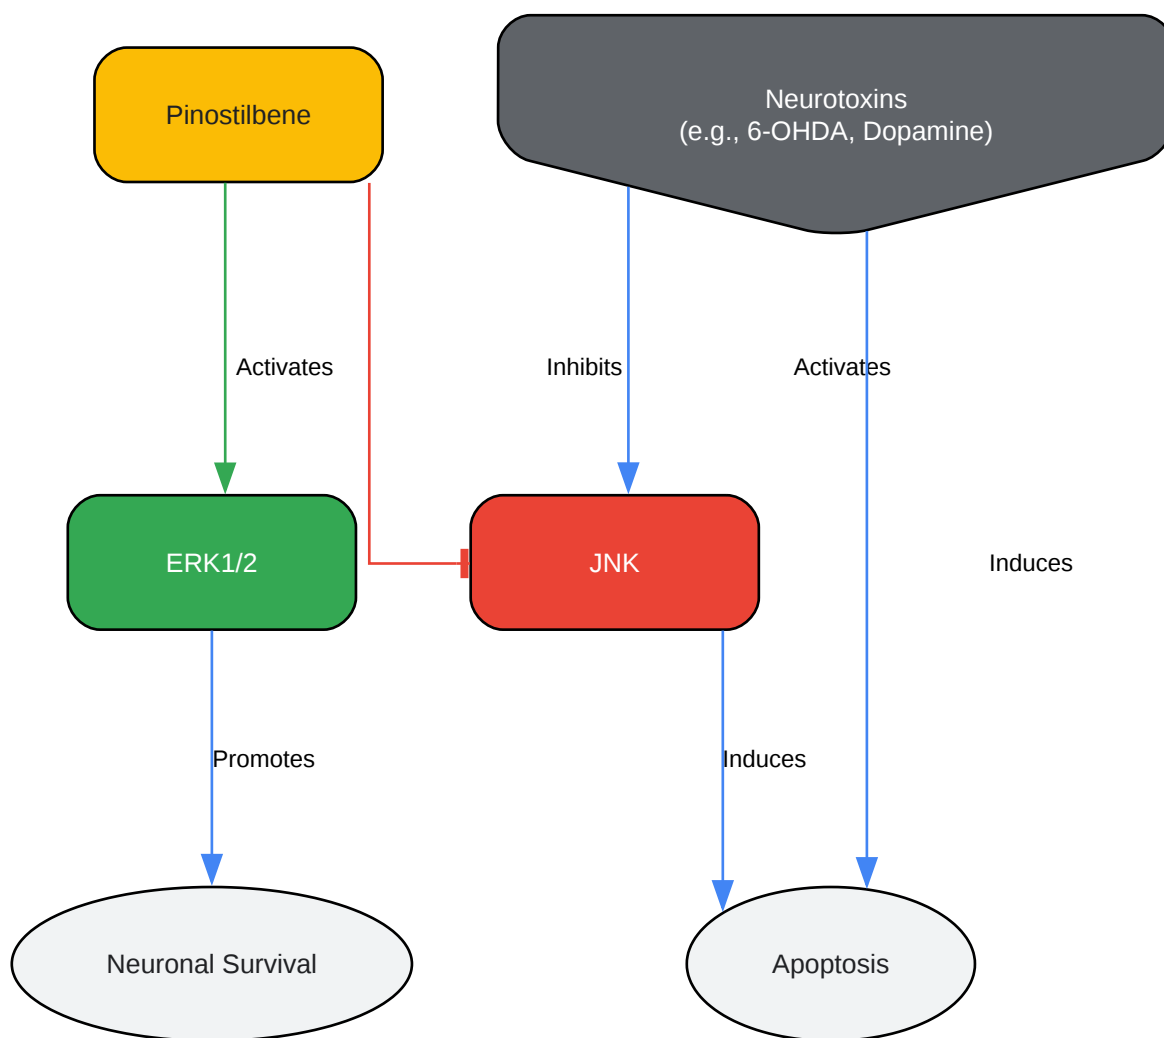 Pinostilbene
Neurotoxins
(e.g., 6-OHDA, Dopamine)
Activates
Inhibits
Activates
ERK1/2
JNK
Induces
Promotes
Induces
Neuronal Survival
Apoptosis